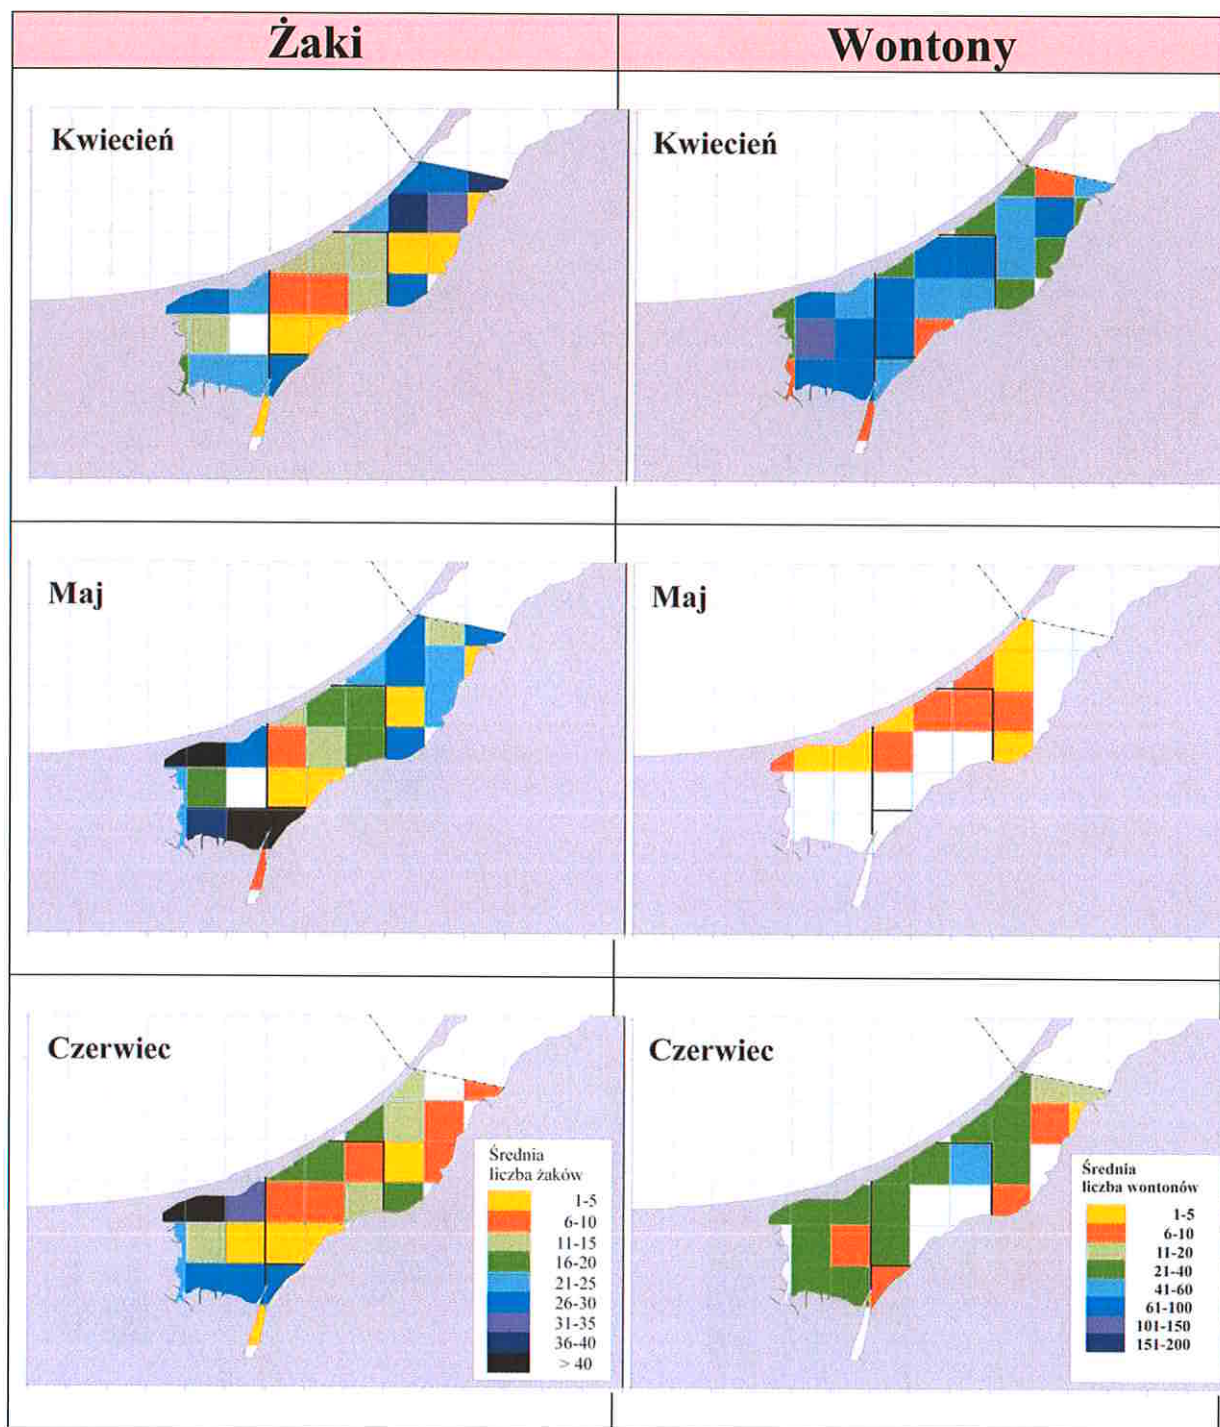 Żaki
Wontony
Kwiecień
Kwiecień
Maj
Maj
Czerwiec
Czerwiec
Średnia
liczba żaków
1-5
6-10
11-15
16-20
21-25
26-30
31-35
36-40
> 40
Średnia
liczba wontonów
1-5
6-10
11-20
21-40
41-60
61-100
101-150
151-200